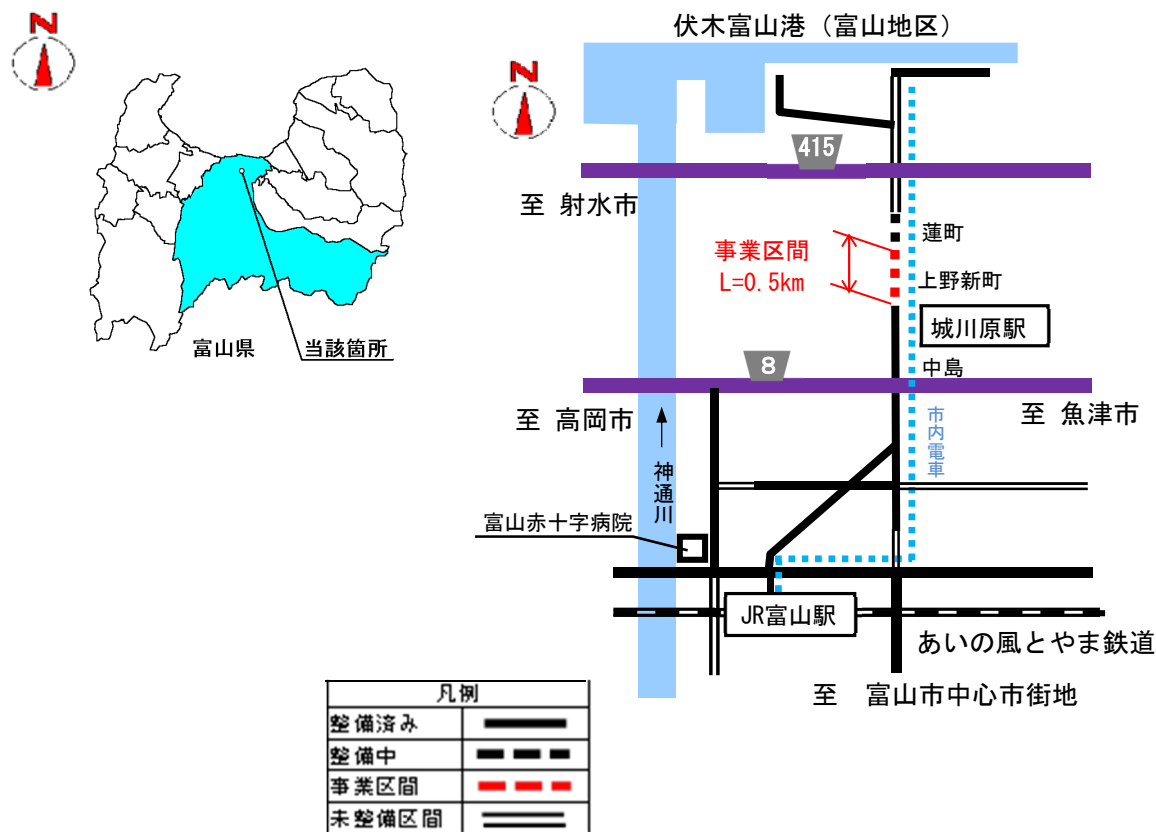 N
富山県
当該箇所
N
伏木富山港（富山地区）
415
至 射水市
蓮町
事業区間
L=0.5km
上野新町
城川原駅
8
中島
至 高岡市
至 魚津市
市内電車
神通川
富山赤十字病院
JR富山駅
あいの風とやま鉄道
至　富山市中心市街地
凡例
整備済み
整備中
事業区間
未整備区間